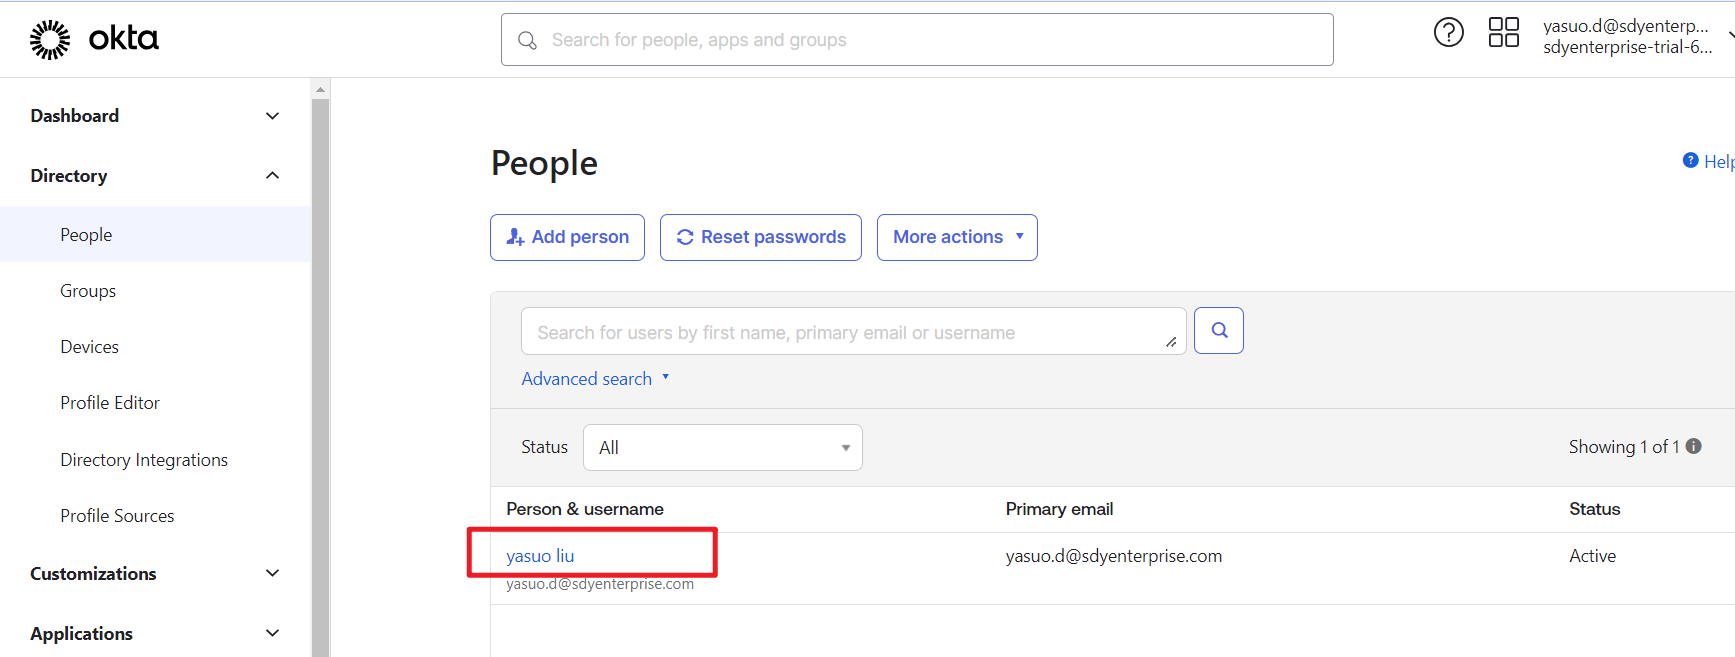 okta
Search for people, apps and groups
yasuo.d@sdyenterp...
sdyenterprise-trial-6...
Dashboard
Directory
People
Groups
Devices
Profile Editor
Directory Integrations
Profile Sources
Customizations
Applications
People
Help
Add person
Reset passwords
More actions
Search for users by first name, primary email or username
Advanced search
Status All
Showing 1 of 1
Person & username Primary email Status
yasuo liu yasuo.d@sdyenterprise.com Active
yasuo.d@sdyenterprise.com